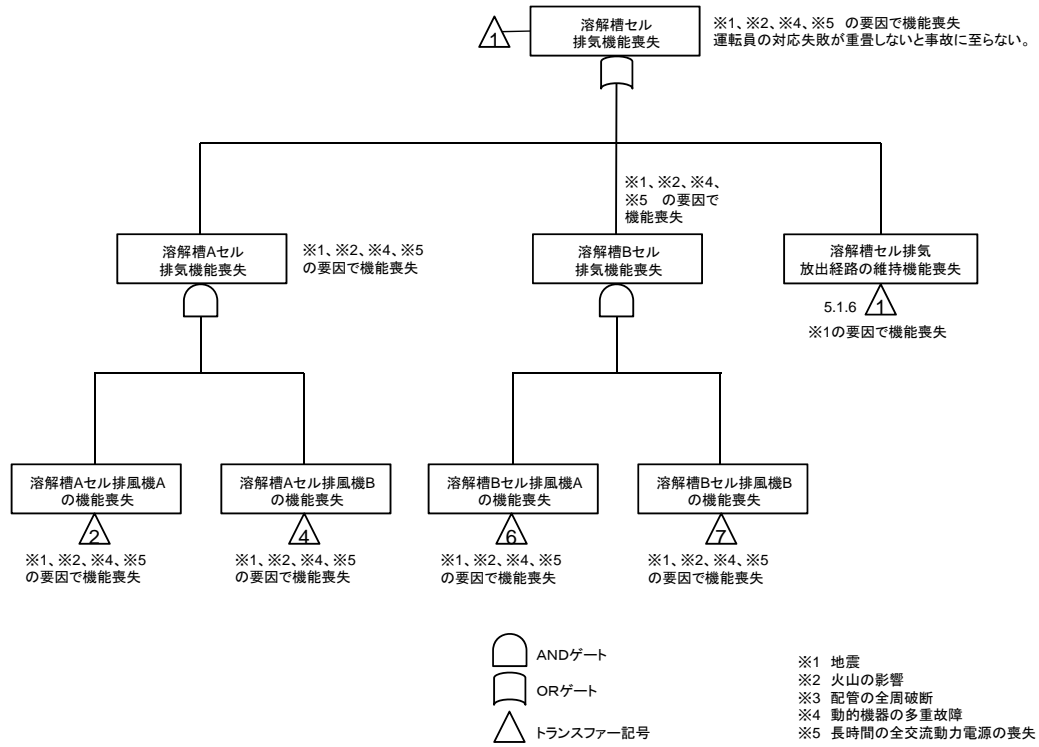 1
溶解槽セル
排気機能喪失
※1、※2、※4、※5 の要因で機能喪失
運転員の対応失敗が重畳しないと事故に至らない。
※1、※2、※4、
※5 の要因で
機能喪失
溶解槽Aセル
排気機能喪失
※1、※2、※4、※5
の要因で機能喪失
溶解槽Bセル
排気機能喪失
溶解槽セル排気
放出経路の維持機能喪失
5.1.6
1
※1の要因で機能喪失
溶解槽Aセル排風機A
の機能喪失
2
※1、※2、※4、※5
の要因で機能喪失
溶解槽Aセル排風機B
の機能喪失
4
※1、※2、※4、※5
の要因で機能喪失
溶解槽Bセル排風機A
の機能喪失
6
※1、※2、※4、※5
の要因で機能喪失
溶解槽Bセル排風機B
の機能喪失
7
※1、※2、※4、※5
の要因で機能喪失
ANDゲート
ORゲート
トランスファー記号
※1 地震
※2 火山の影響
※3 配管の全周破断
※4 動的機器の多重故障
※5 長時間の全交流動力電源の喪失